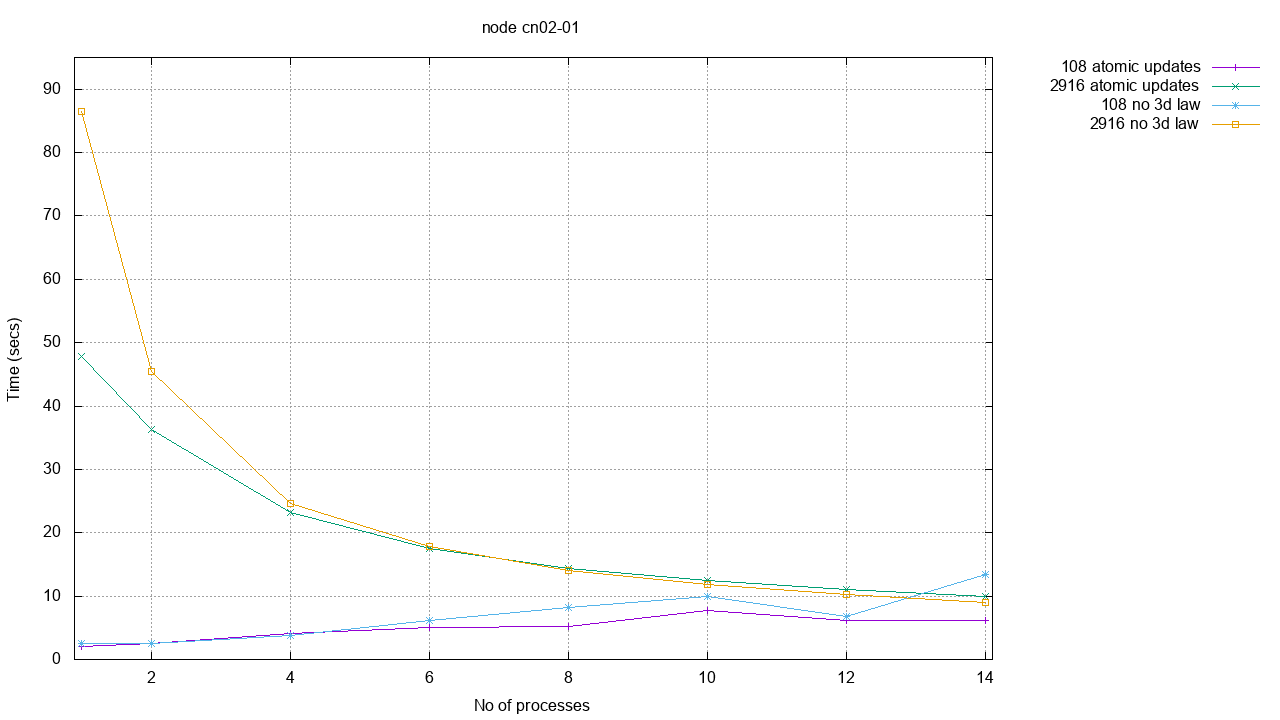 node cn02-01
108 atomic updates
2916 atomic updates
108 no 3d law
2916 no 3d law
90
80
70
60
50
40
30
20
10
0
Time (secs)
2 4 6 8 10 12 14
No of processes